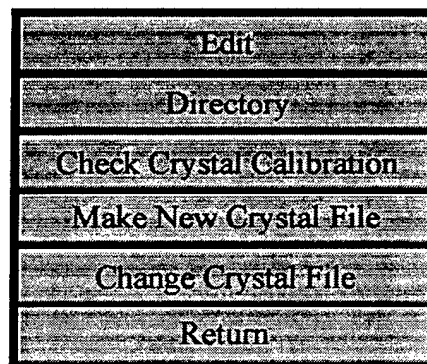 Edit
Directory
Check Crystal Calibration
Make New Crystal File
Change Crystal File
Return